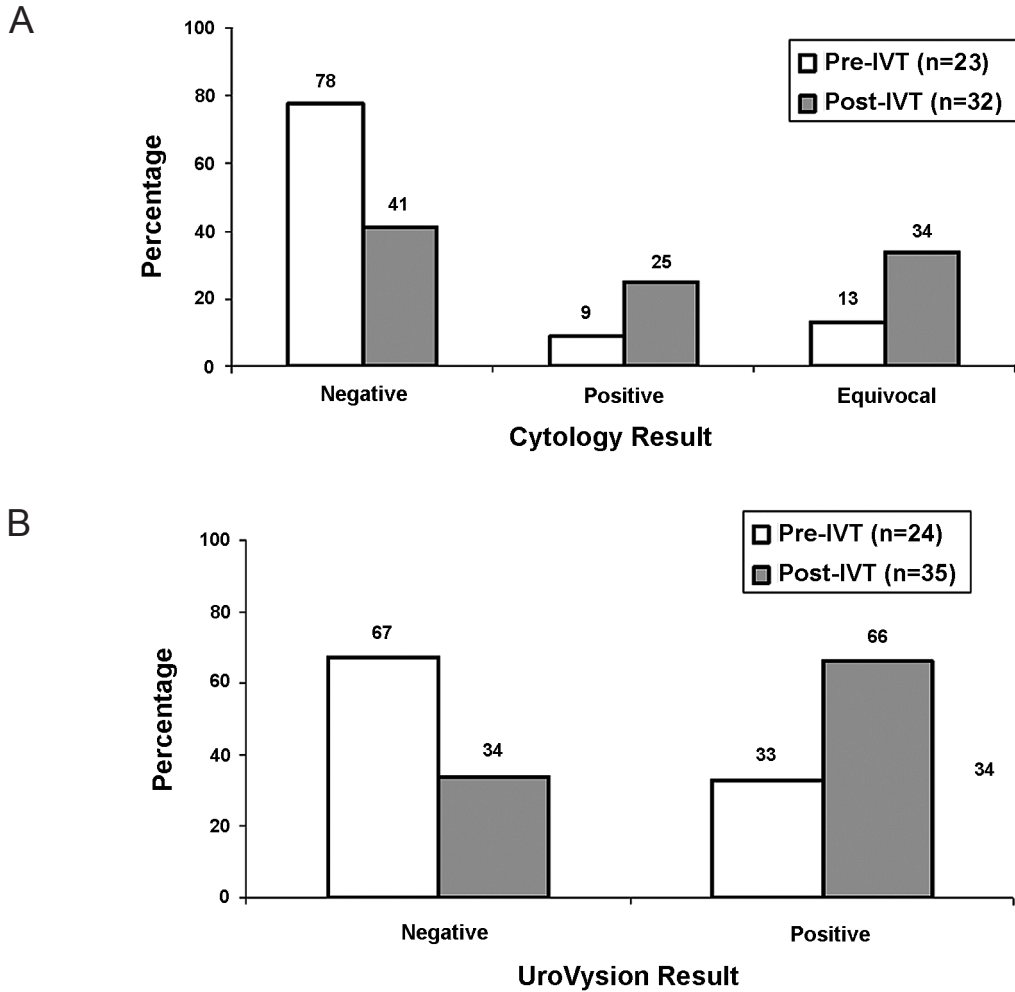 A
100
80
60
40
20
0
Percentage
78
41
9
25
13
34
Pre-IVT (n=23)
Post-IVT (n=32)
Negative
Positive
Equivocal
Cytology Result
B
100
80
60
40
20
0
Percentage
67
34
33
66
34
Pre-IVT (n=24)
Post-IVT (n=35)
Negative
Positive
UroVysion Result